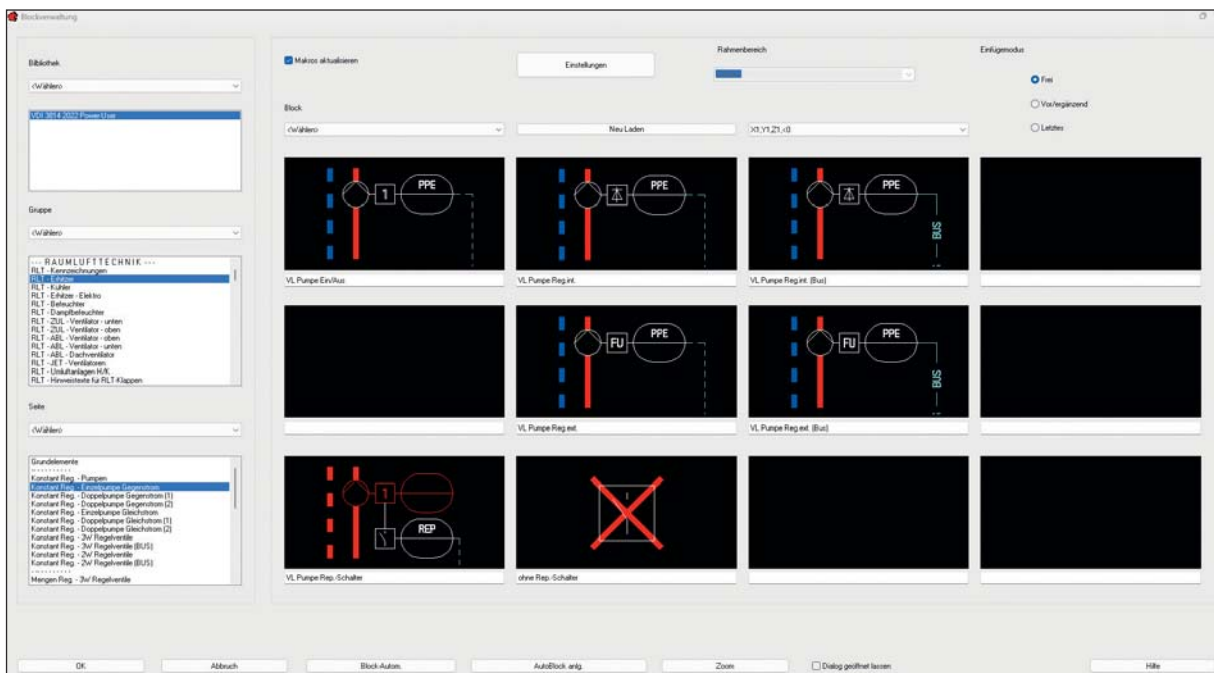 Blockverwaltung
Bibliothek
<Wählen>
VDI 3814 2022 Power-User
Gruppe
<Wählen>
--- RAUMLUFTTECHNIK ---
RLT - Kennzeichnungen
RLT - Erhitzer
RLT - Kühler
RLT - Erhitzer - Elektro
RLT - Befeuchter
RLT - Dampfbefeuchter
RLT - ZUL - Ventilator - unten
RLT - ZUL - Ventilator - oben
RLT - ABL - Ventilator - oben
RLT - ABL - Ventilator - unten
RLT - ABL - Dachventilator
RLT - JET - Ventilatoren
RLT - Umluftanlagen H/K
RLT - Hinweistexte für RLT-Klappen
Seite
<Wählen>
Grundelemente
Konstant Reg. - Pumpen
Konstant Reg. - Einzelpumpe Gegenstrom
Konstant Reg. - Doppelpumpe Gegenstrom (1)
Konstant Reg. - Doppelpumpe Gegenstrom (2)
Konstant Reg. - Einzelpumpe Gleichstrom
Konstant Reg. - Doppelpumpe Gleichstrom (1)
Konstant Reg. - Doppelpumpe Gleichstrom (2)
Konstant Reg. - 3W Regelventile
Konstant Reg. - 3W Regelventile (BUS)
Konstant Reg. - 2W Regelventile
Konstant Reg. - 2W Regelventile (BUS)
Mengen Reg. - 3W Regelventile
Makros aktualisieren
Einstellungen
Rahmenbereich
Einfügemodus
Frei
Vor/ergänzend
Letztes
Block
<Wählen>
Neu Laden
X1,Y1,Z1,<0
1
PPE
PPE
PPE
BUS
VL Pumpe Ein/Aus
VL Pumpe Reg.int.
VL Pumpe Reg.int. (Bus)
FU
PPE
FU
PPE
BUS
VL Pumpe Reg.ext.
VL Pumpe Reg.ext. (Bus)
1
REP
VL Pumpe Rep.-Schalter
ohne Rep.-Schalter
OK
Abbruch
Block-Autom.
AutoBlock anlg.
Zoom
Dialog geöffnet lassen
Hilfe